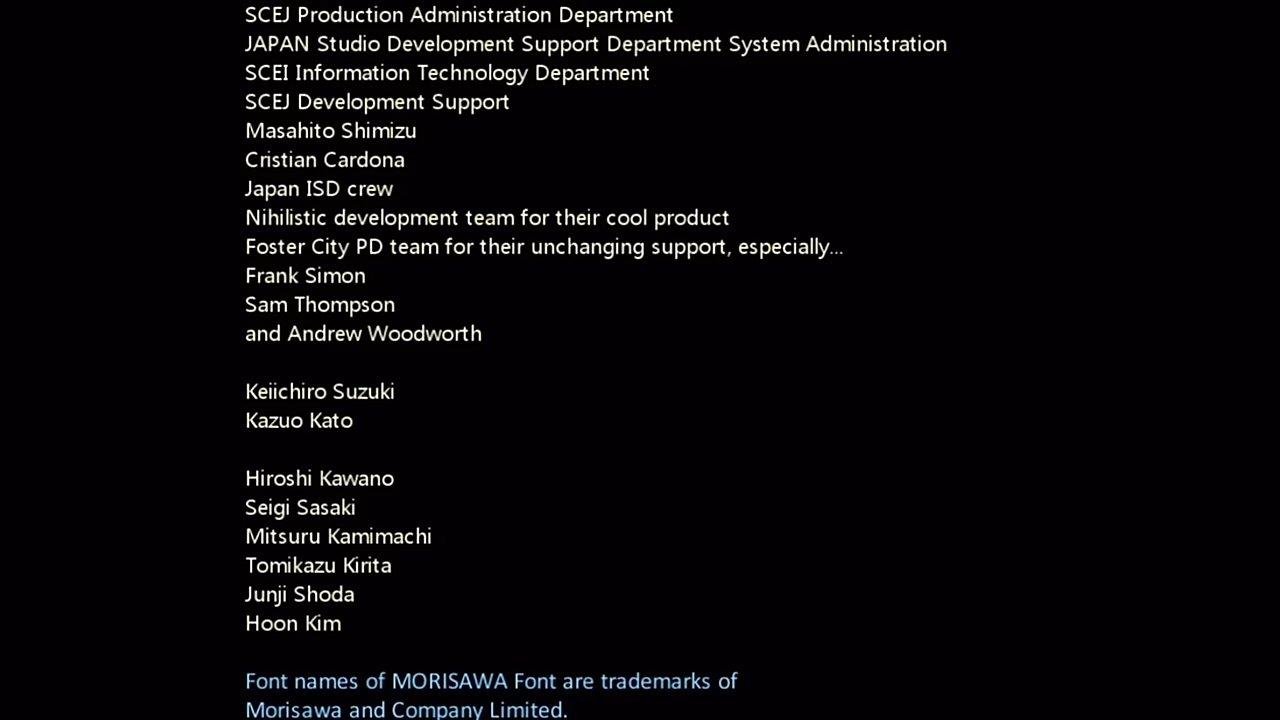 SCEJ Production Administration Department
JAPAN Studio Development Support Department System Administration
SCEI Information Technology Department
SCEJ Development Support
Masahito Shimizu
Cristian Cardona
Japan ISD crew
Nihilistic development team for their cool product
Foster City PD team for their unchanging support, especially...
Frank Simon
Sam Thompson
and Andrew Woodworth
Keiichiro Suzuki
Kazuo Kato
Hiroshi Kawano
Seigi Sasaki
Mitsuru Kamimachi
Tomikazu Kirita
Junji Shoda
Hoon Kim
Font names of MORISAWA Font are trademarks of
Morisawa and Company Limited.